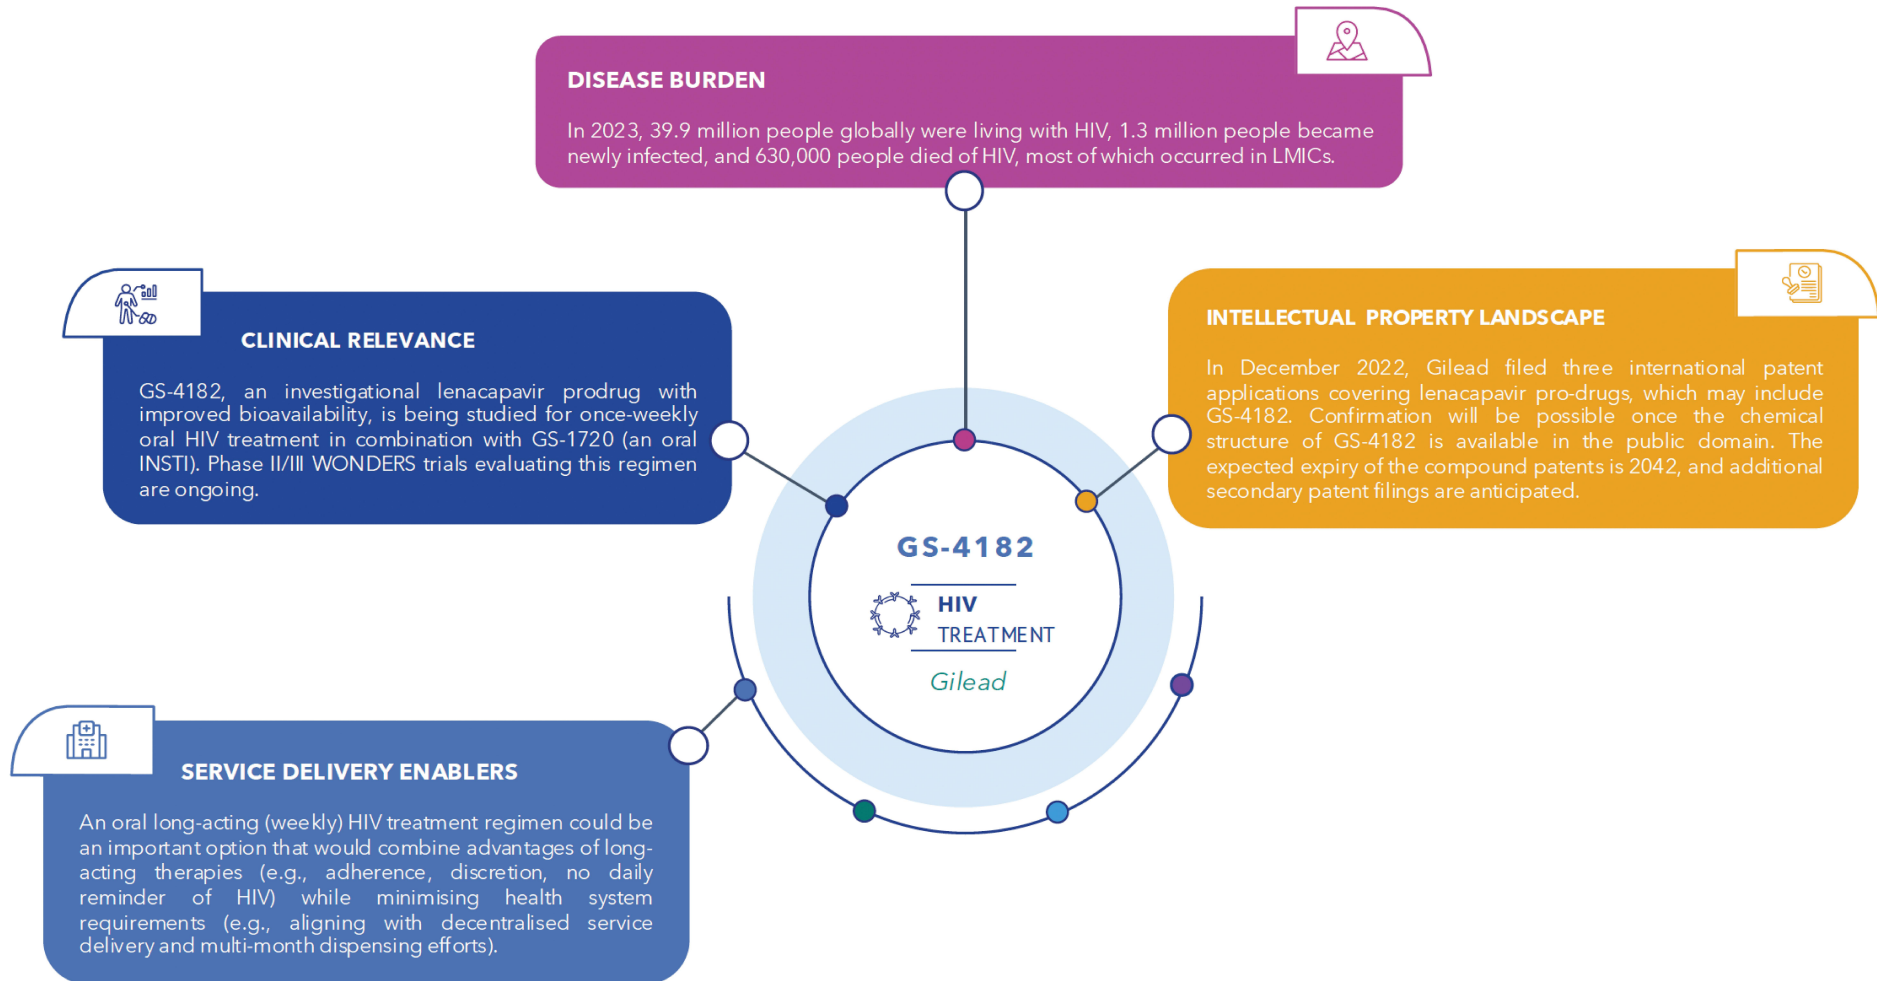 DISEASE BURDEN
In 2023, 39.9 million people globally were living with HIV, 1.3 million people became
newly infected, and 630,000 people died of HIV, most of which occurred in LMICs.
CLINICAL RELEVANCE
GS-4182, an investigational lenacapavir prodrug with
improved bioavailability, is being studied for once-weekly
oral HIV treatment in combination with GS-1720 (an oral
INSTI). Phase II/III WONDERS trials evaluating this regimen
are ongoing.
INTELLECTUAL PROPERTY LANDSCAPE
In December 2022, Gilead filed three international patent
applications covering lenacapavir pro-drugs, which may include
GS-4182. Confirmation will be possible once the chemical
structure of GS-4182 is available in the public domain. The
expected expiry of the compound patents is 2042, and additional
secondary patent filings are anticipated.
GS-4182
HIV
TREATMENT
Gilead
SERVICE DELIVERY ENABLERS
An oral long-acting (weekly) HIV treatment regimen could be
an important option that would combine advantages of long-
acting therapies (e.g., adherence, discretion, no daily
reminder of HIV) while minimising health system
requirements (e.g., aligning with decentralised service
delivery and multi-month dispensing efforts).